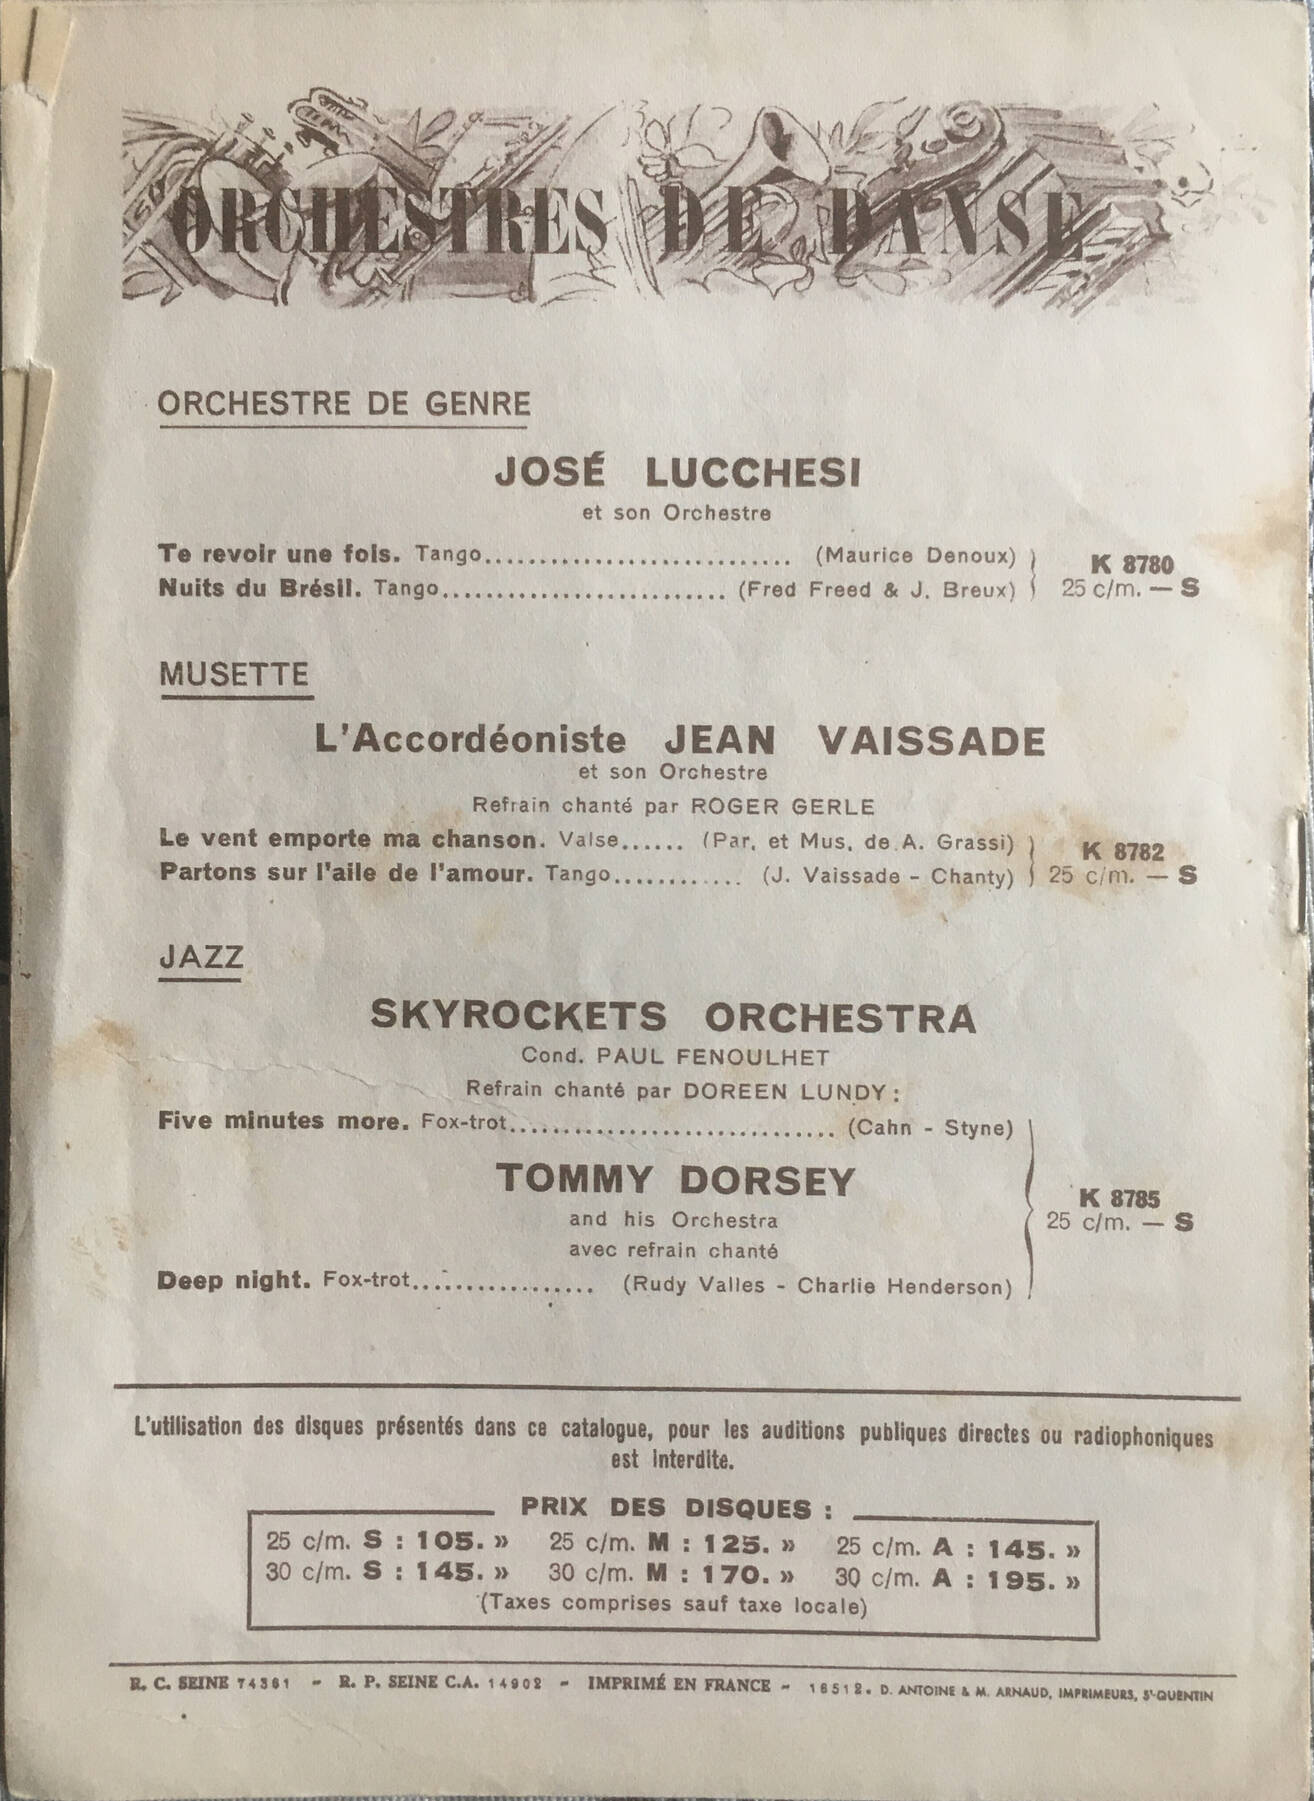 ORCHESTRES DE DANSE
ORCHESTRE DE GENRE
JOSÉ LUCCHESI
et son Orchestre
Te revoir une fois. Tango............................. (Maurice Denoux) } K 8780
Nuits du Brésil. Tango.......................... (Fred Freed & J. Breux) } 25 c/m. — S
MUSETTE
L'Accordéoniste JEAN VAISSADE
et son Orchestre
Refrain chanté par ROGER GERLE
Le vent emporte ma chanson. Valse...... (Par. et Mus. de A. Grassi) } K 8782
Partons sur l'aile de l'amour. Tango............ (J. Vaissade - Chanty) } 25 c/m. — S
JAZZ
SKYROCKETS ORCHESTRA
Cond. PAUL FENOULHET
Refrain chanté par DOREEN LUNDY :
Five minutes more. Fox-trot.............................. (Cahn - Styne)
TOMMY DORSEY
K 8785
and his Orchestra
25 c/m. — S
avec refrain chanté
Deep night. Fox-trot................. (Rudy Valles - Charlie Henderson)
L'utilisation des disques présentés dans ce catalogue, pour les auditions publiques directes ou radiophoniques
est interdite.
PRIX DES DISQUES :
25 c/m. S : 105. » 25 c/m. M : 125. » 25 c/m. A : 145. »
30 c/m. S : 145. » 30 c/m. M : 170. » 30 c/m. A : 195. »
(Taxes comprises sauf taxe locale)
R. C. SEINE 74361 - R. P. SEINE C.A. 14902 - IMPRIMÉ EN FRANCE - 16512. D. ANTOINE & M. ARNAUD, IMPRIMEURS, St-QUENTIN